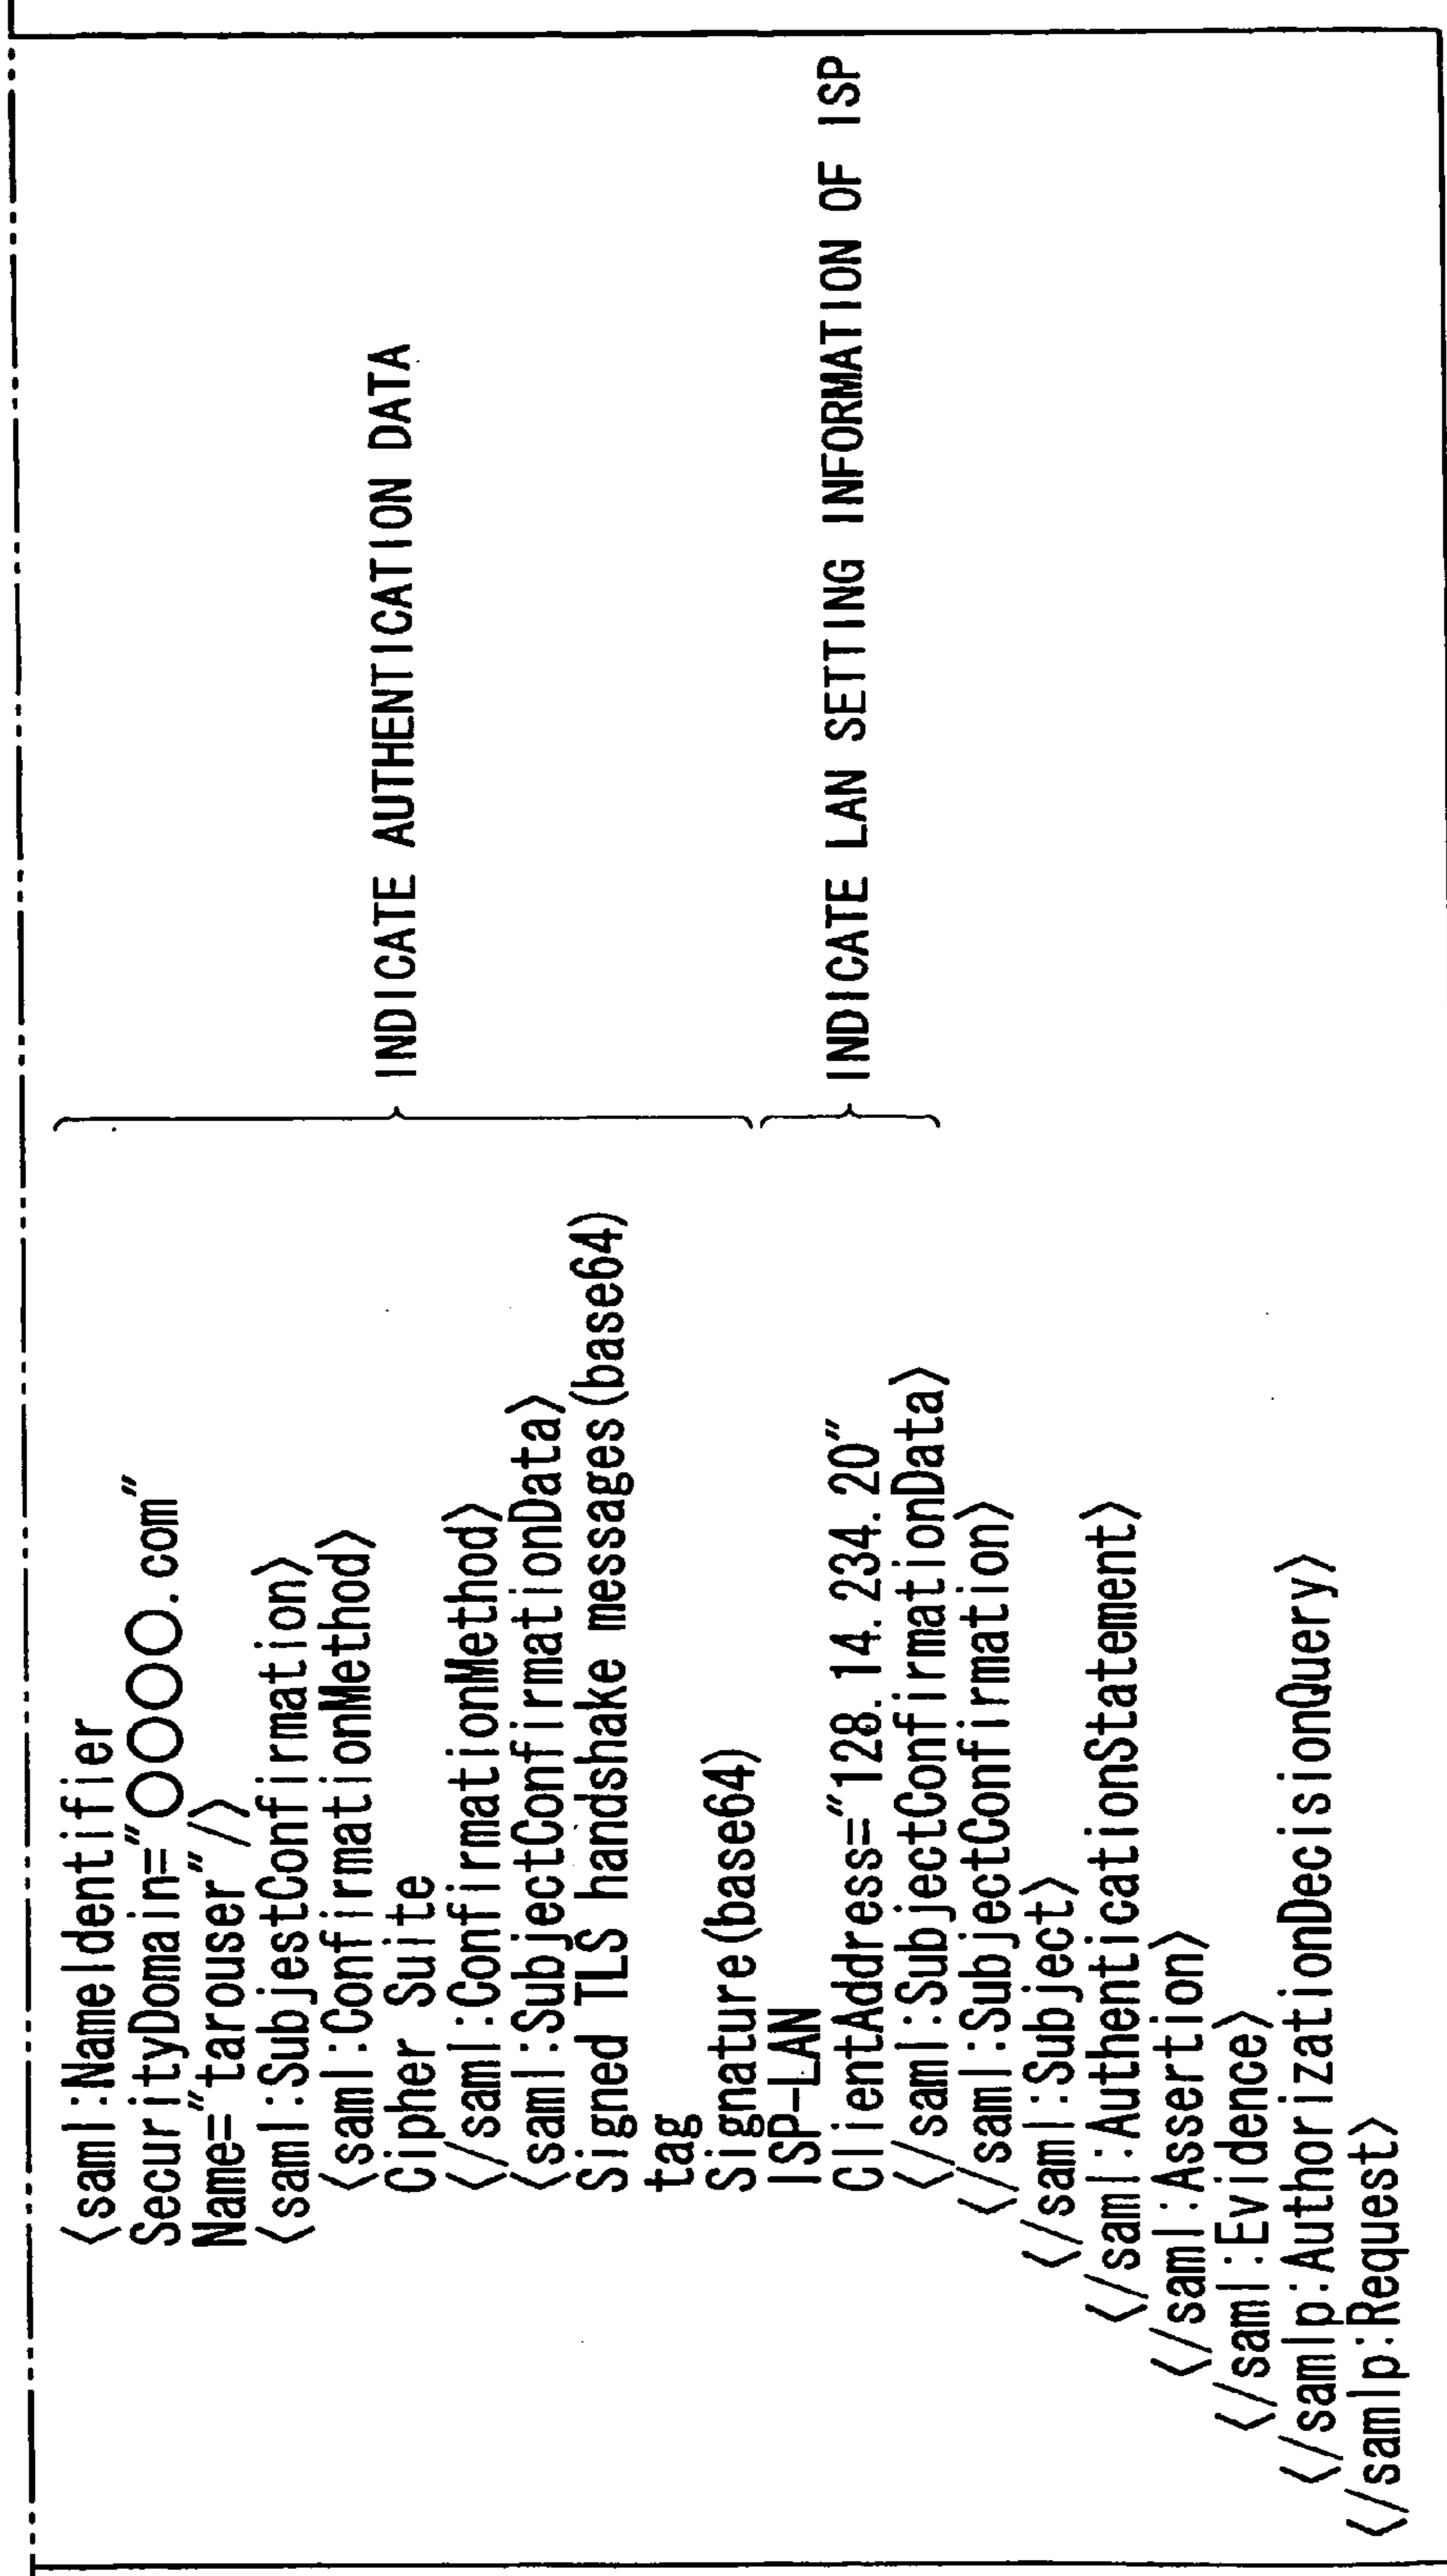 <saml:NameIdentifier
SecurityDomain="○○○○.com"
Name="tarouser"/>
<saml:SubjestConfirmation>
<saml:ConfirmationMethod>
Cipher Suite
</saml:ConfirmationMethod>
<saml:SubjectConfirmationData>
Signed TLS handshake messages(base64)
tag
Signature(base64)
INDICATE AUTHENTICATION DATA
ISP-LAN
ClientAddress="128.14.234.20"
</saml:SubjectConfirmationData>
INDICATE LAN SETTING INFORMATION OF ISP
</saml:SubjectConfirmation>
</saml:Subject>
</saml:AuthenticationStatement>
</saml:Assertion>
</saml:Evidence>
</samlp:AuthorizationDecisionQuery>
</samlp:Request>